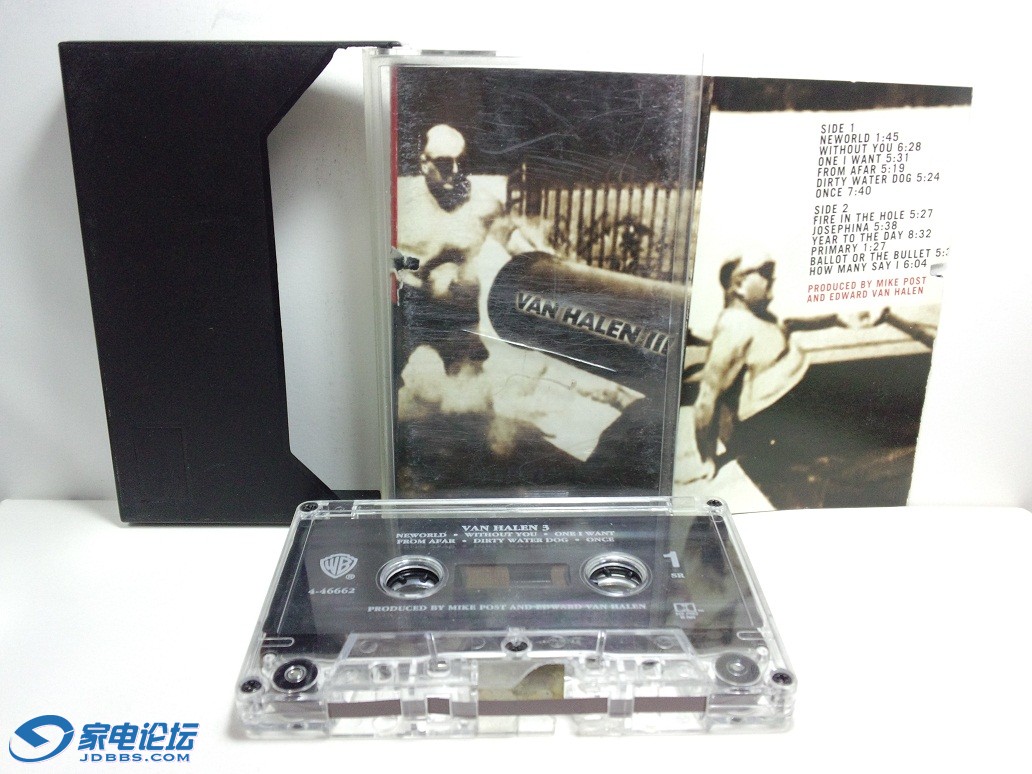 VAN HALEN III
SIDE 1
NEWORLD 1:45
WITHOUT YOU 6:28
ONE I WANT 5:31
FROM AFAR 5:19
DIRTY WATER DOG 5:24
ONCE 7:40
SIDE 2
FIRE IN THE HOLE 5:27
JOSEPHINA 5:38
YEAR TO THE DAY 8:32
PRIMARY 1:27
BALLOT OR THE BULLET
HOW MANY SAY I 6:04
PRODUCED BY MIKE POST
AND EDWARD VAN HALEN
VAN HALEN 3
NEWORLD • WITHOUT YOU • ONE I WANT
FROM AFAR • DIRTY WATER DOG • ONCE
WB ®
4-46662
1
SR
PRODUCED BY MIKE POST AND EDWARD VAN HALEN
家电论坛
JDBBS.COM